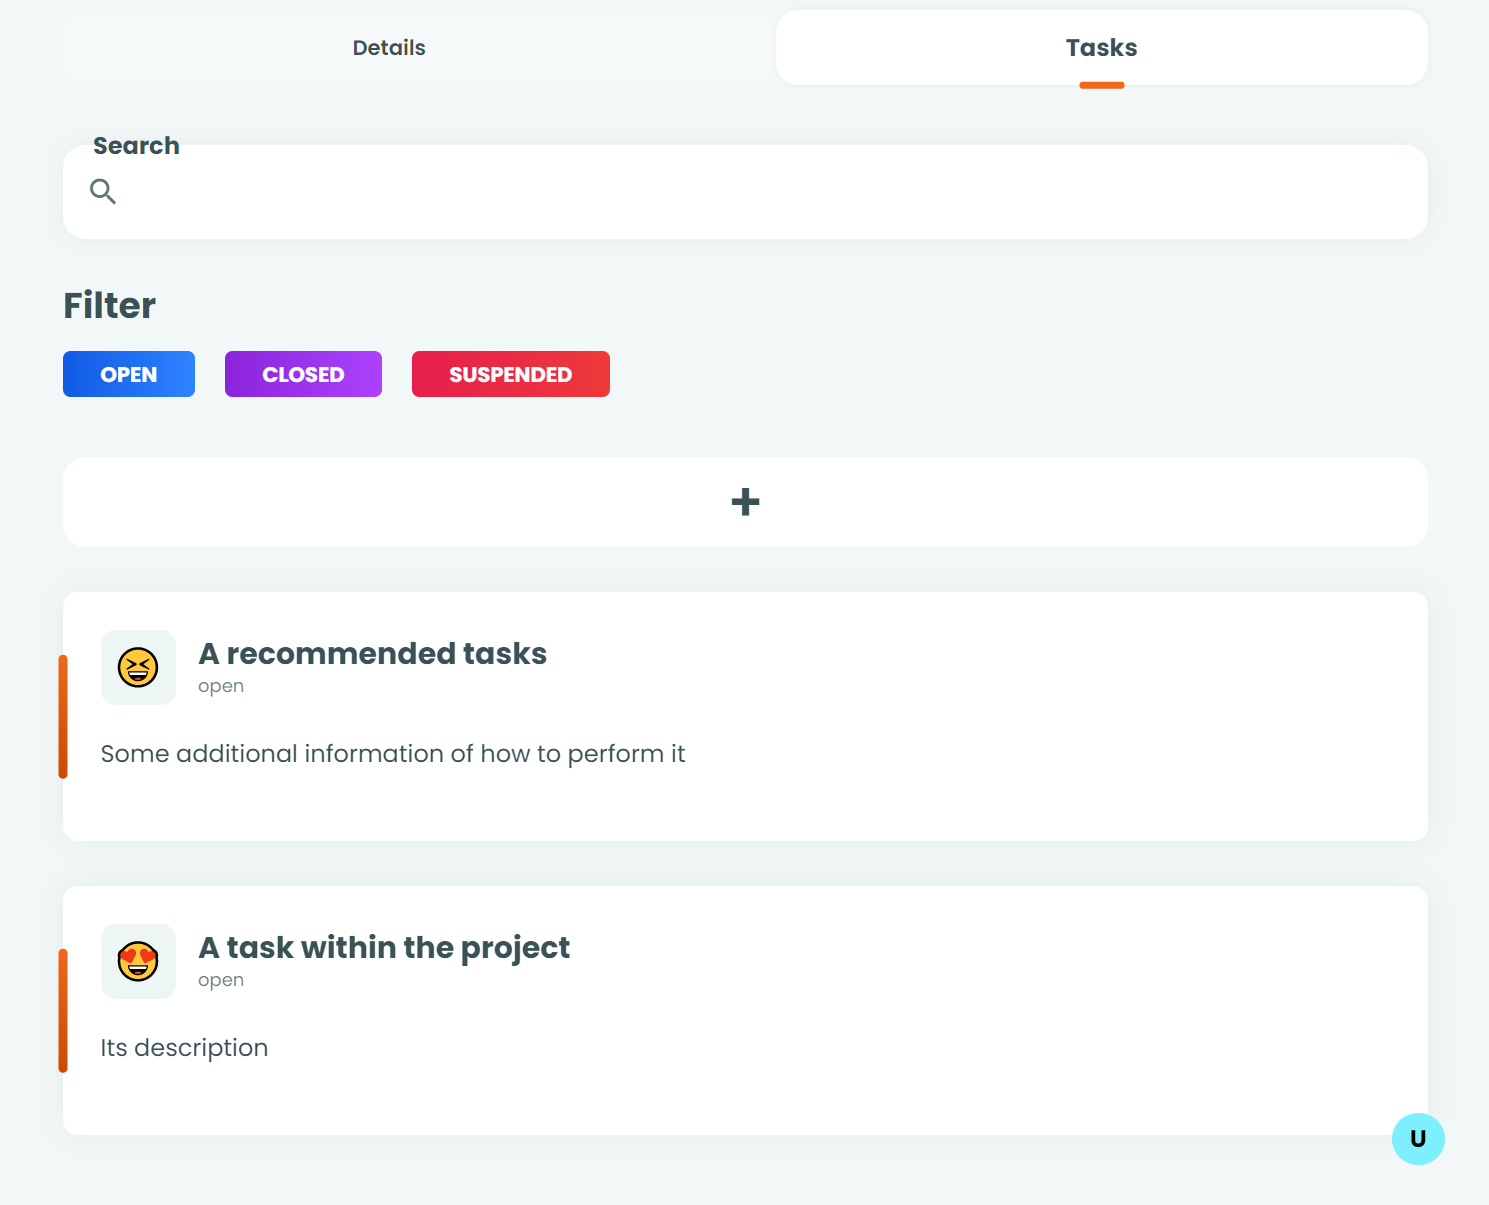 Details
Tasks
Search
Filter
OPEN
CLOSED
SUSPENDED
+
A recommended tasks
open
Some additional information of how to perform it
A task within the project
open
Its description
U